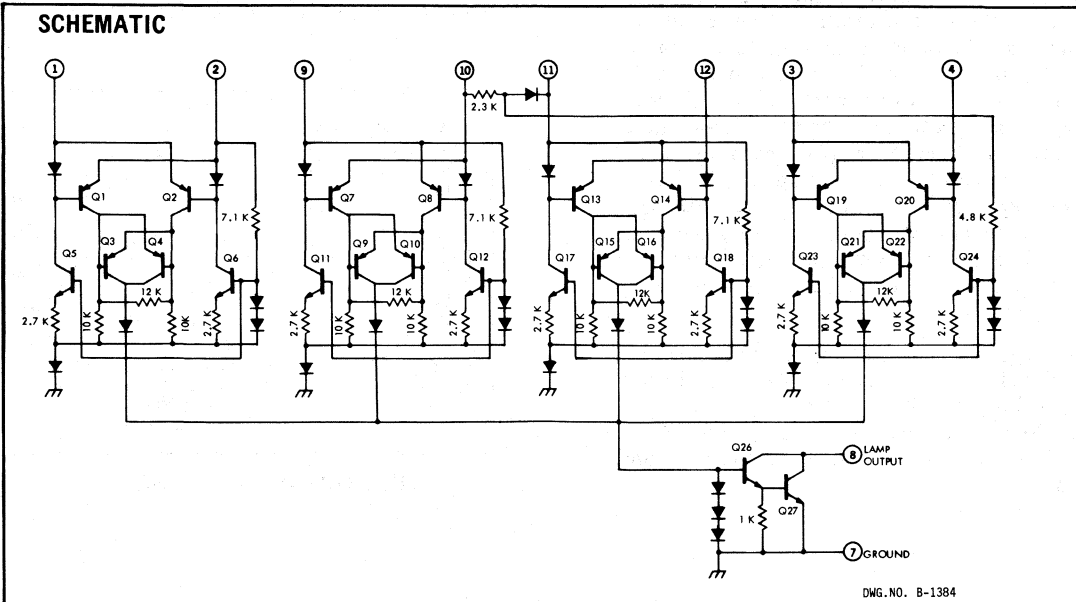 SCHEMATIC
1 2 9 10 11 12 3 4
2.3 K
Q1 Q2 7.1 K Q7 Q8 7.1 K Q13 Q14 7.1 K Q19 Q20 4.8 K
Q3 Q4 Q9 Q10 Q15 Q16 Q21 Q22
Q5 Q6 Q11 Q12 Q17 Q18 Q23 Q24
12K 12 K 12K 12K
2.7 K 10 K 10K 2.7 K 2.7 K 10 K 10 K 2.7 K 2.7 K 10 K 10 K 2.7 K 2.7 K 10 K 10 K 2.7 K
Q26
8 LAMP
OUTPUT
Q27
1 K
7 GROUND
DWG.NO. B-1384